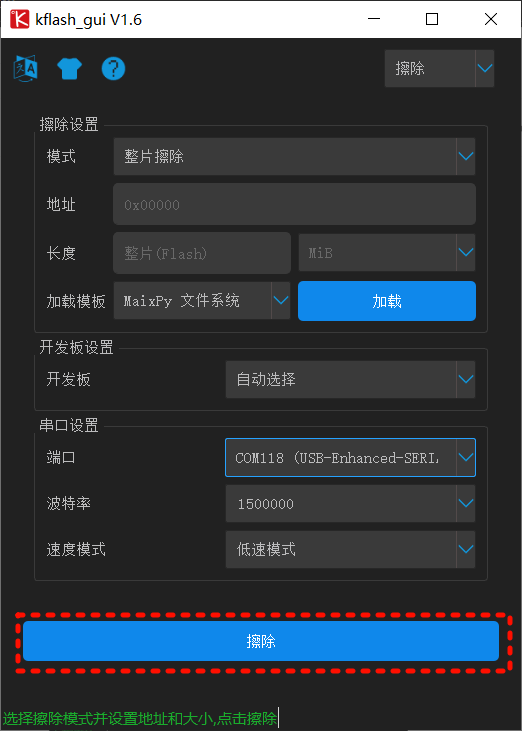 kflash_gui V1.6
擦除
擦除设置
模式 整片擦除
地址 0x00000
长度 整片(Flash) MiB
加载模板 MaixPy 文件系统 加载
开发板设置
开发板 自动选择
串口设置
端口 COM118 (USB-Enhanced-SERI
波特率 1500000
速度模式 低速模式
擦除
选择擦除模式并设置地址和大小,点击擦除